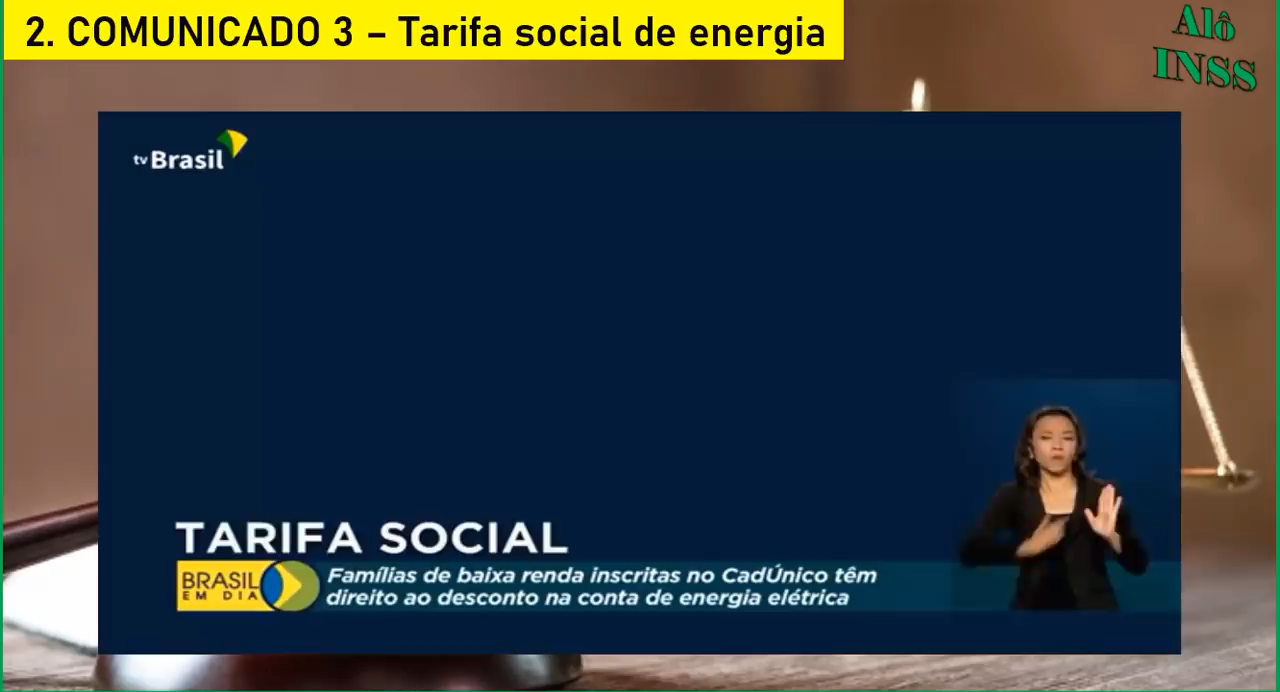 2. COMUNICADO 3 – Tarifa social de energia
Alô
INSS
tv Brasil
TARIFA SOCIAL
BRASIL
EM DIA
Famílias de baixa renda inscritas no CadÚnico têm
direito ao desconto na conta de energia elétrica